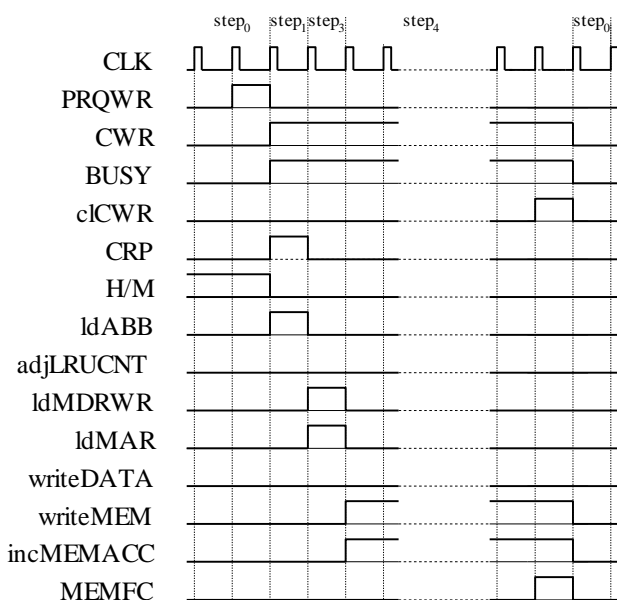 step0 step1 step3 step4 step0
CLK
PRQWR
CWR
BUSY
clCWR
CRP
H/M
ldABB
adjLRUCNT
ldMDRWR
ldMAR
writeDATA
writeMEM
incMEMACC
MEMFC